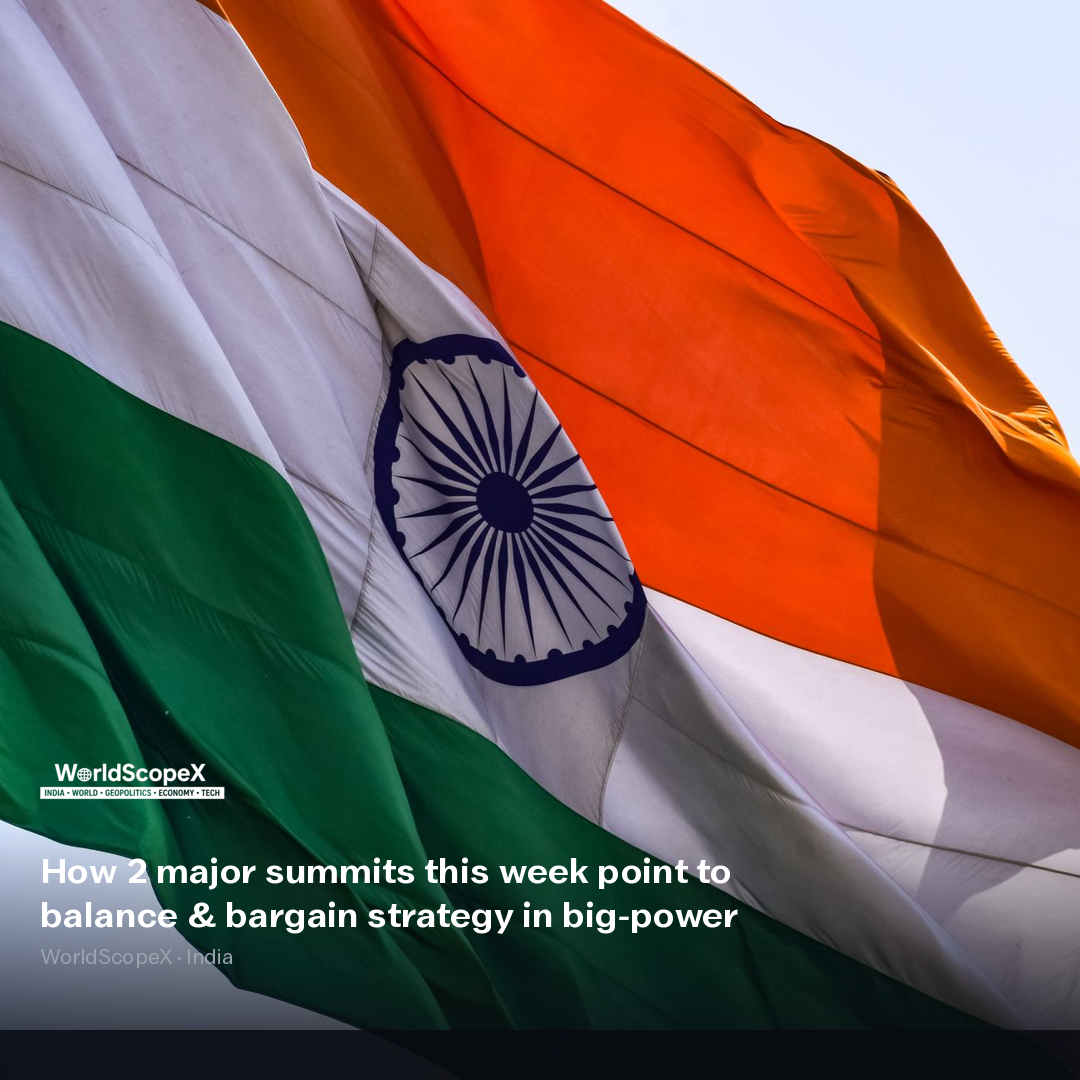 WorldScopeX
INDIA • WORLD • GEOPOLITICS • ECONOMY • TECH
How 2 major summits this week point to
balance & bargain strategy in big-power
WorldScopeX · India